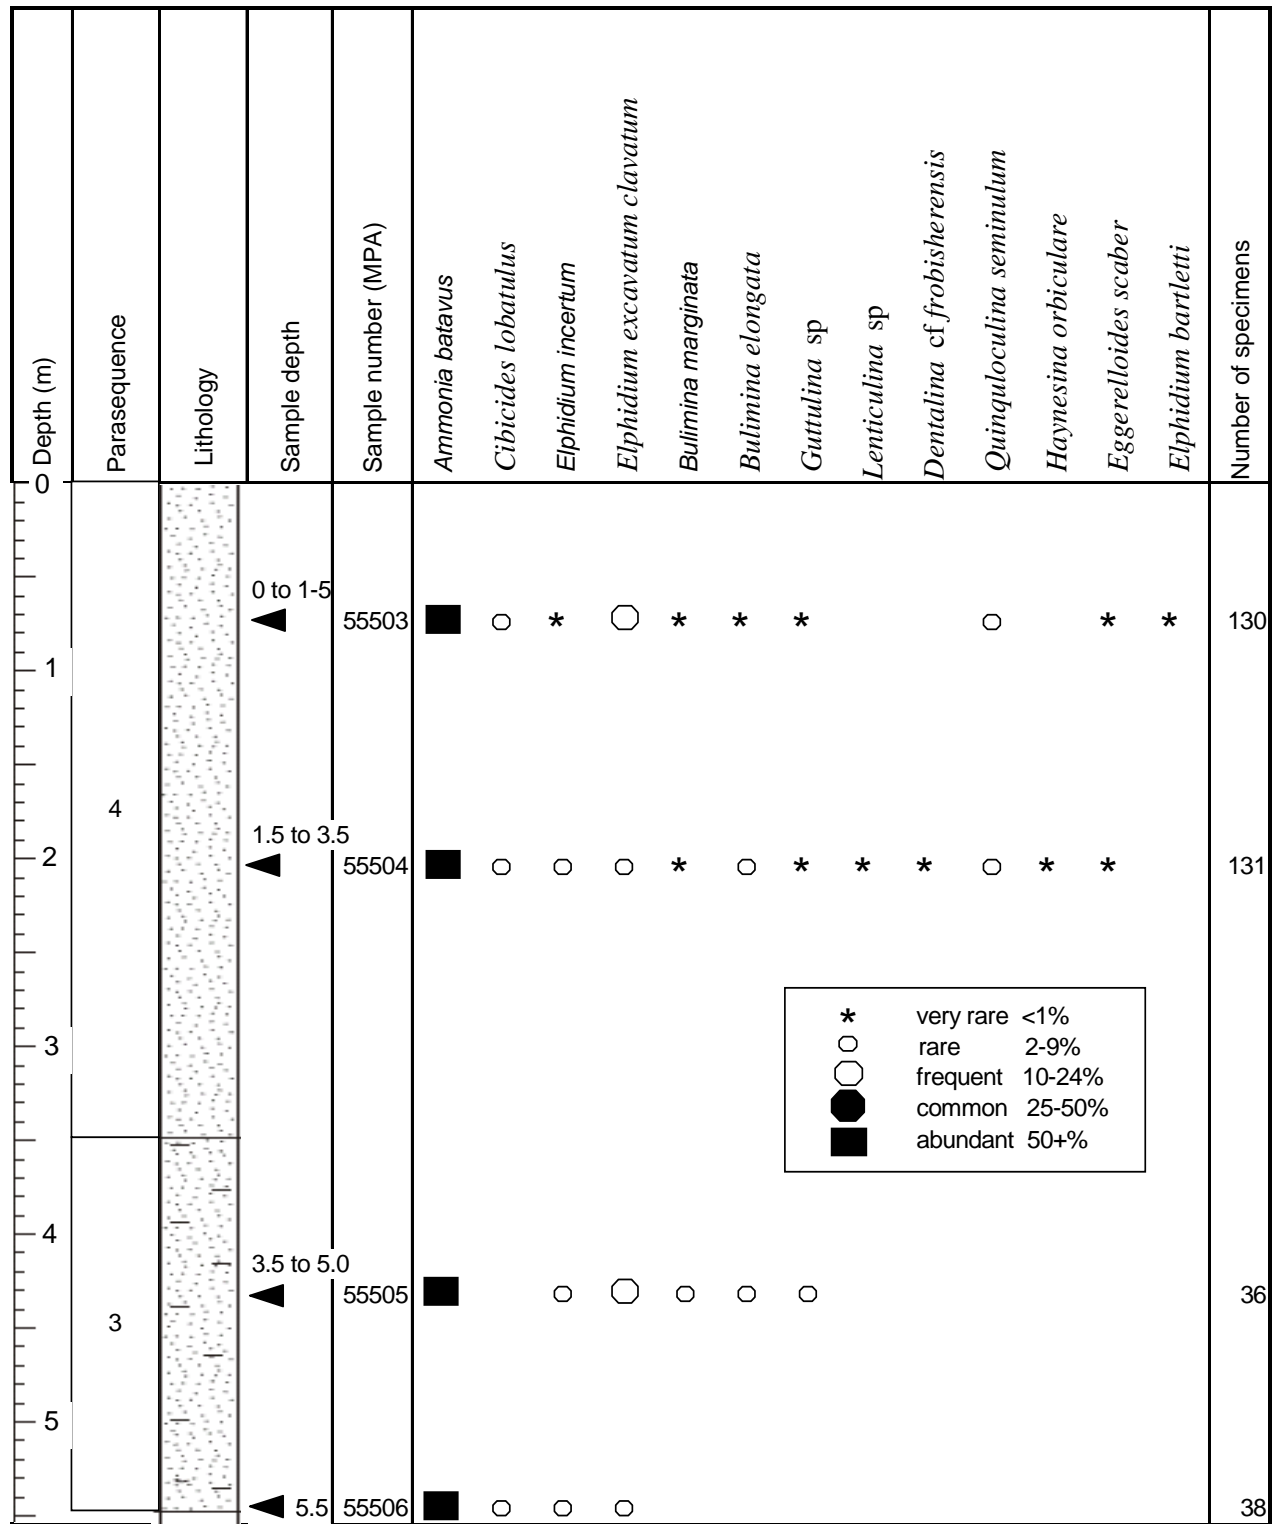 Depth (m)
Parasequence
Lithology
Sample depth
Sample number (MPA)
Ammonia batavus
Cibicides lobatulus
Elphidium incertum
Elphidium excavatum clavatum
Bulimina marginata
Bulimina elongata
Guttulina sp
Lenticulina sp
Dentalina cf frobisherensis
Quinquloculina seminulum
Haynesina orbiculare
Eggerelloides scaber
Elphidium bartletti
Number of specimens
0
0 to 1-5
55503 * * * * * * 130
1
4
1.5 to 3.5
2
55504 * * * * * * 131
3
* very rare <1%
rare 2-9%
frequent 10-24%
common 25-50%
abundant 50+%
4
3.5 to 5.0
55505 36
3
5
5.5 55506 38